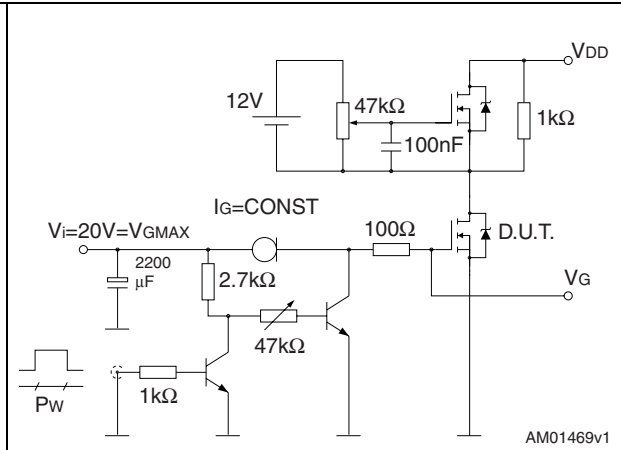 VDD
12V
47kΩ
1kΩ
100nF
IG=CONST
Vi=20V=VGMAX
100Ω
D.U.T.
2200
μF
2.7kΩ
VG
47kΩ
1kΩ
PW
AM01469v1